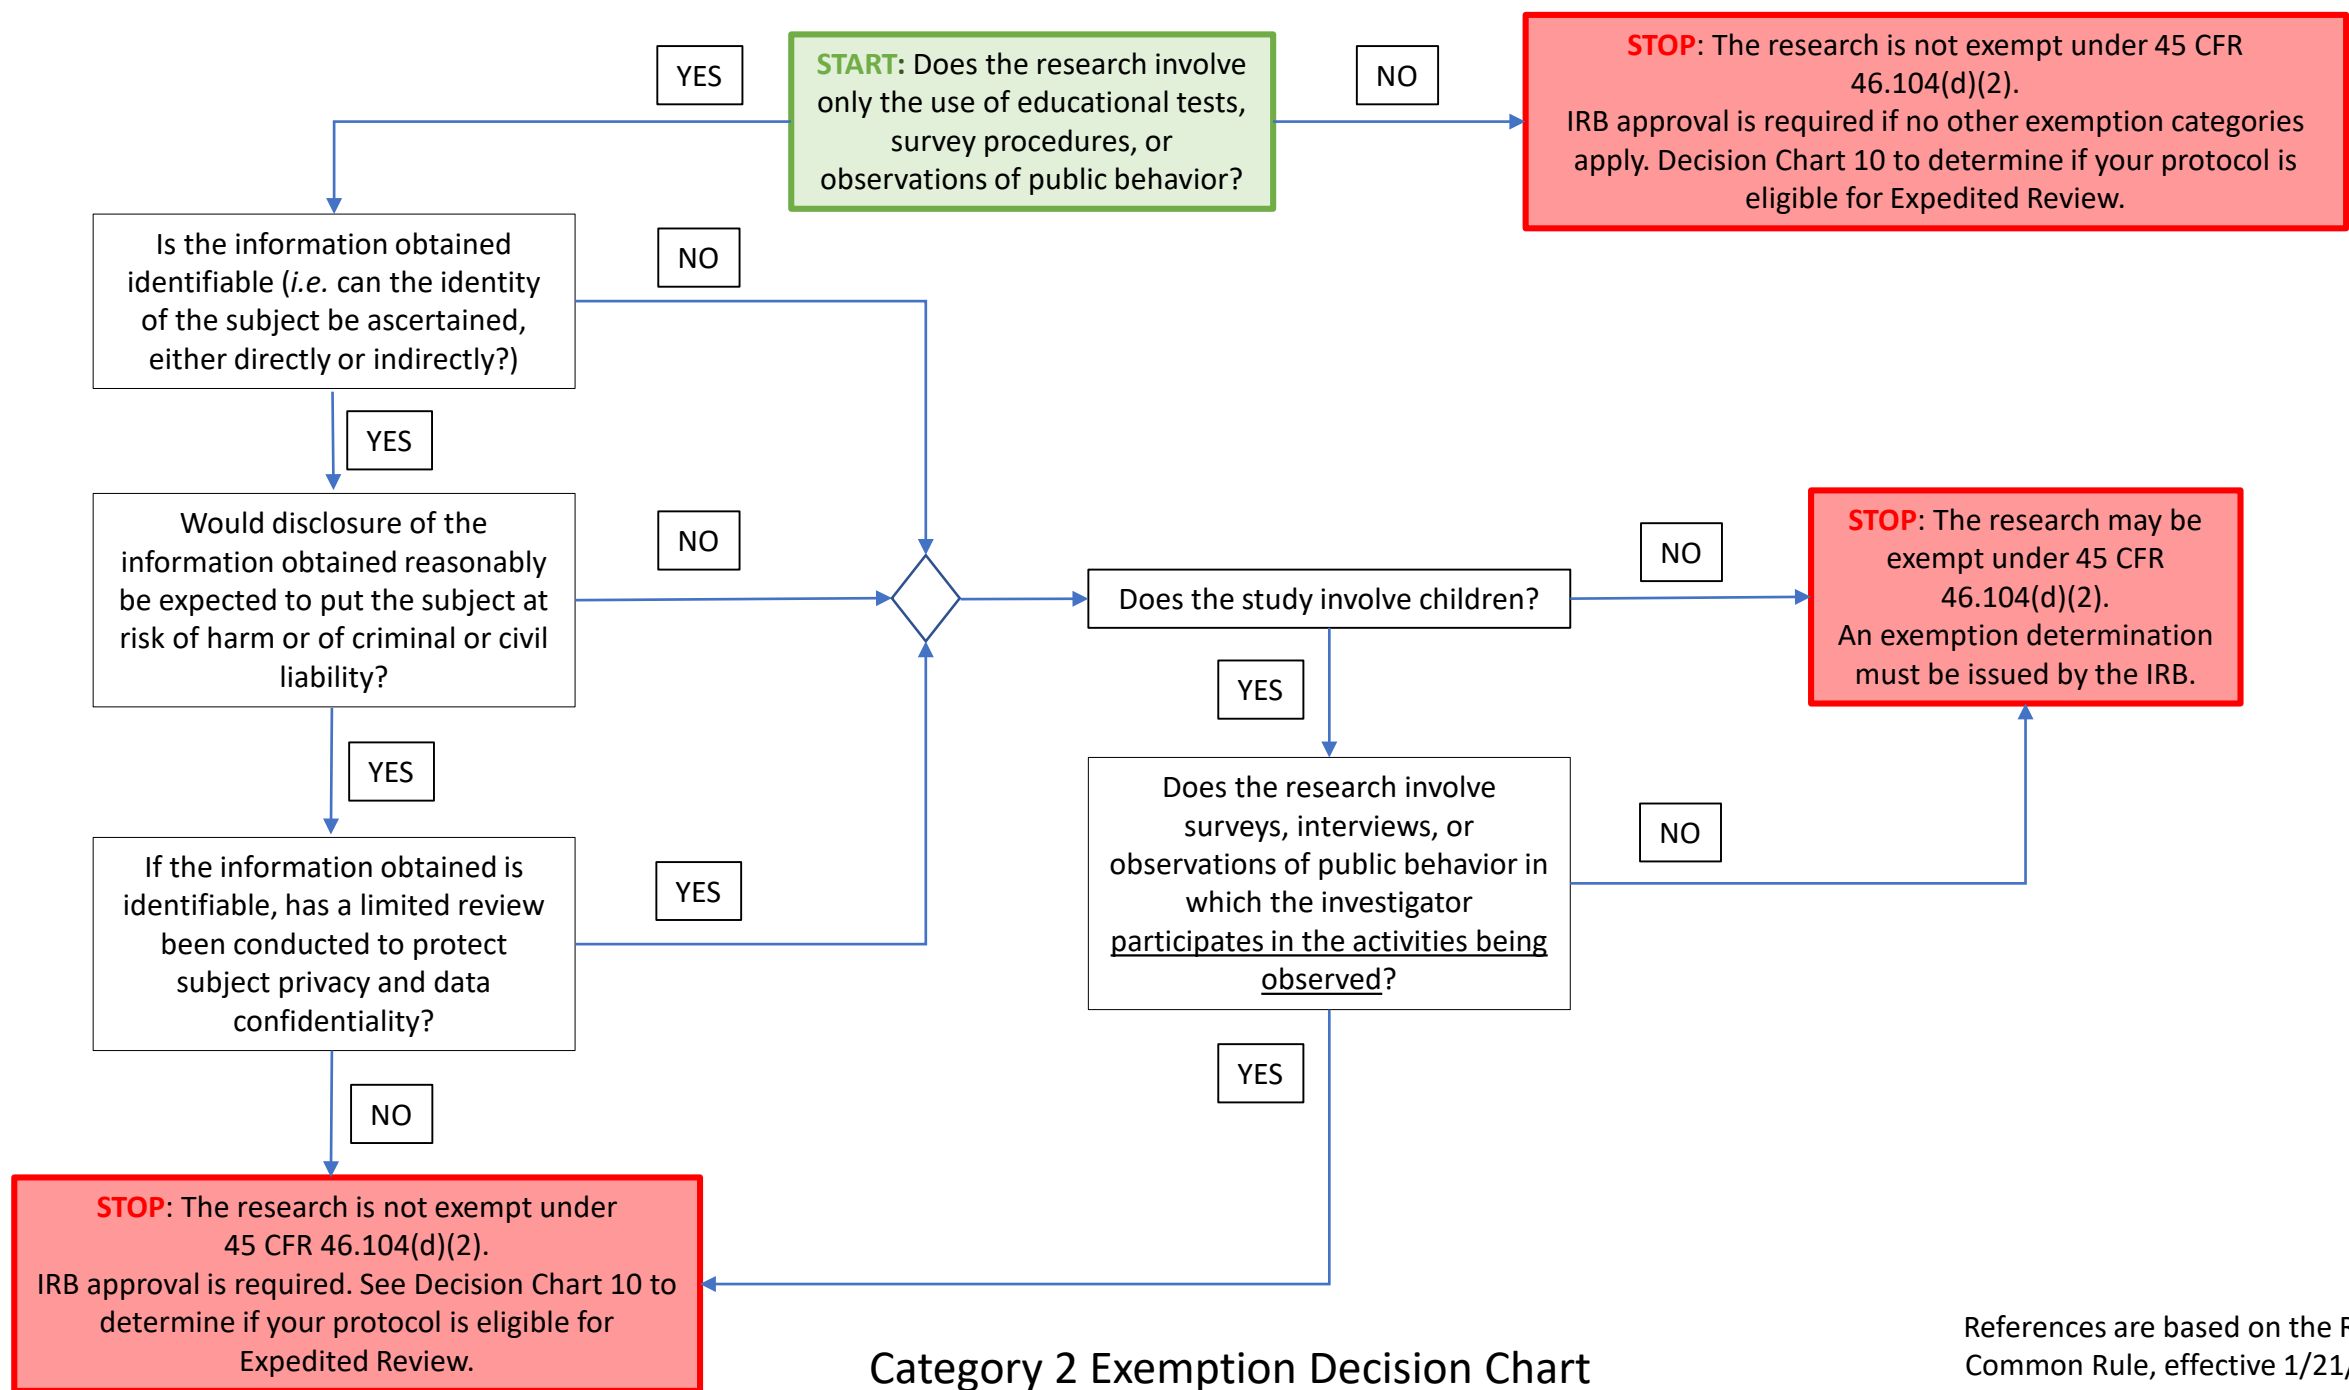 YES
START: Does the research involve
only the use of educational tests,
survey procedures, or
observations of public behavior?
NO
STOP: The research is not exempt under 45 CFR
46.104(d)(2).
IRB approval is required if no other exemption categories
apply. Decision Chart 10 to determine if your protocol is
eligible for Expedited Review.
Is the information obtained
identifiable (i.e. can the identity
of the subject be ascertained,
either directly or indirectly?)
NO
YES
Would disclosure of the
information obtained reasonably
be expected to put the subject at
risk of harm or of criminal or civil
liability?
NO
Does the study involve children?
NO
STOP: The research may be
exempt under 45 CFR
46.104(d)(2).
An exemption determination
must be issued by the IRB.
YES
YES
If the information obtained is
identifiable, has a limited review
been conducted to protect
subject privacy and data
confidentiality?
YES
Does the research involve
surveys, interviews, or
observations of public behavior in
which the investigator
participates in the activities being
observed?
NO
NO
YES
STOP: The research is not exempt under
45 CFR 46.104(d)(2).
IRB approval is required. See Decision Chart 10 to
determine if your protocol is eligible for
Expedited Review.
Category 2 Exemption Decision Chart
References are based on the
Common Rule, effective 1/21/